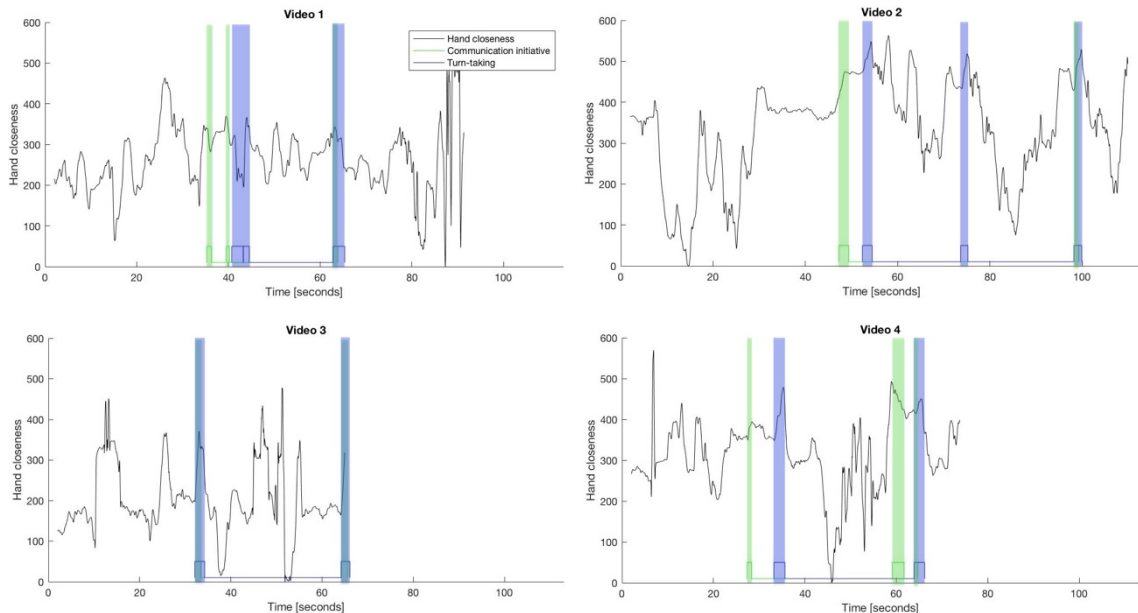 Video 1
Hand closeness
Communication initiative
Turn-taking
600
500
400
300
200
100
0
Hand closeness
0 20 40 60 80 100
Time [seconds]
Video 2
600
500
400
300
200
100
0
Hand closeness
0 20 40 60 80 100
Time [seconds]
Video 3
600
500
400
300
200
100
0
Hand closeness
0 20 40 60 80 100
Time [seconds]
Video 4
600
500
400
300
200
100
0
Hand closeness
0 20 40 60 80 100
Time [seconds]